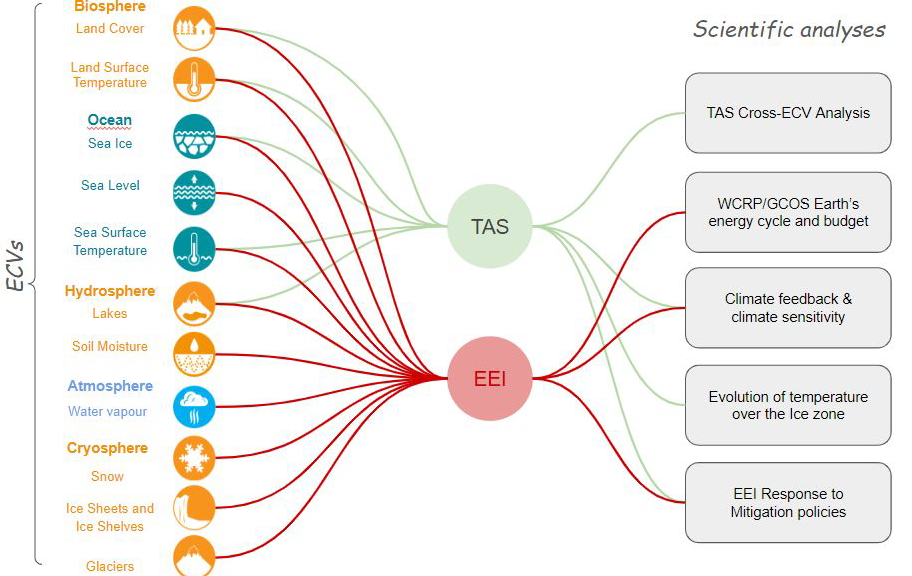 Biosphere
Land Cover
Land Surface
Temperature
Ocean
Sea Ice
Sea Level
Sea Surface
Temperature
Hydrosphere
Lakes
Soil Moisture
Atmosphere
Water vapour
Cryosphere
Snow
Ice Sheets and
Ice Shelves
Glaciers
ECVs
TAS
EEI
Scientific analyses
TAS Cross-ECV Analysis
WCRP/GCOS Earth’s
energy cycle and budget
Climate feedback &
climate sensitivity
Evolution of temperature
over the Ice zone
EEI Response to
Mitigation policies